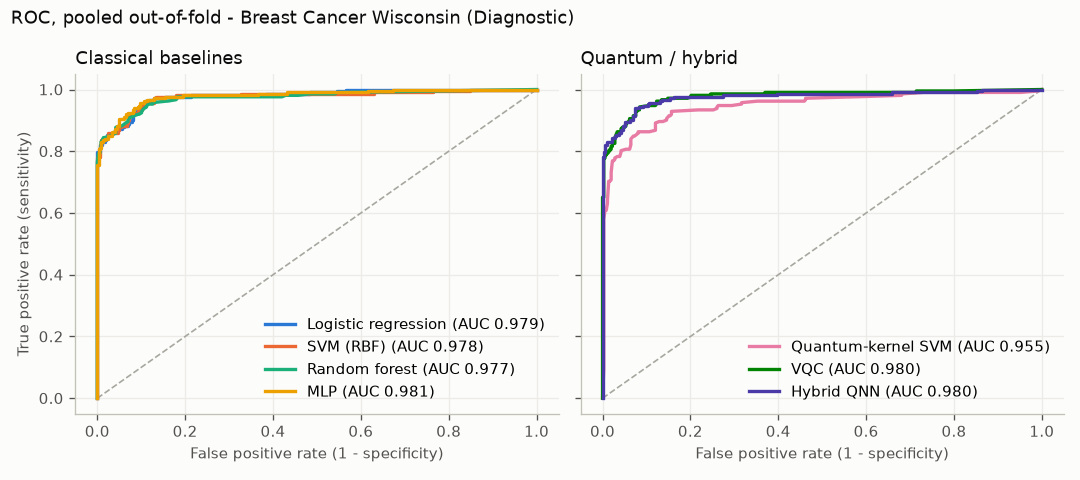 ROC, pooled out-of-fold - Breast Cancer Wisconsin (Diagnostic)
Classical baselines
1.0
0.8
0.6
0.4
0.2
0.0
True positive rate (sensitivity)
Logistic regression (AUC 0.979)
SVM (RBF) (AUC 0.978)
Random forest (AUC 0.977)
MLP (AUC 0.981)
0.0 0.2 0.4 0.6 0.8 1.0
False positive rate (1 - specificity)
Quantum / hybrid
Quantum-kernel SVM (AUC 0.955)
VQC (AUC 0.980)
Hybrid QNN (AUC 0.980)
0.0 0.2 0.4 0.6 0.8 1.0
False positive rate (1 - specificity)